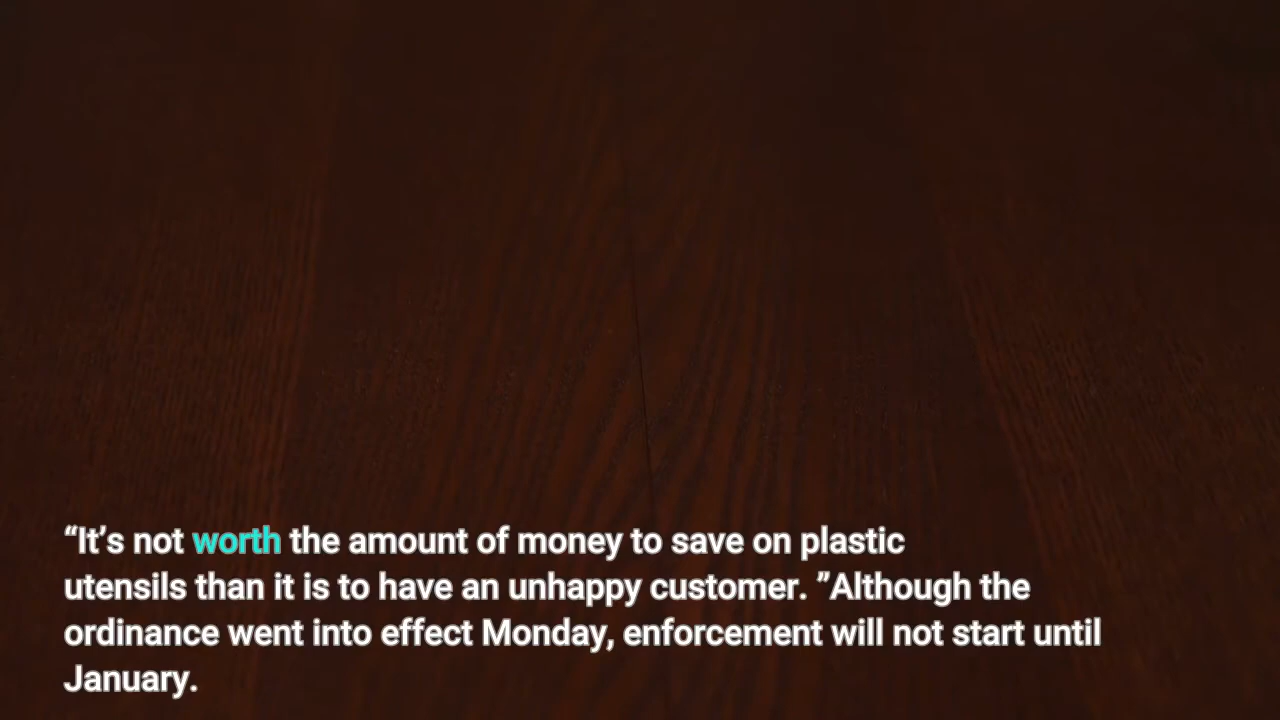 “It’s not worth the amount of money to save on plastic
utensils than it is to have an unhappy customer. ”Although the
ordinance went into effect Monday, enforcement will not start until
January.